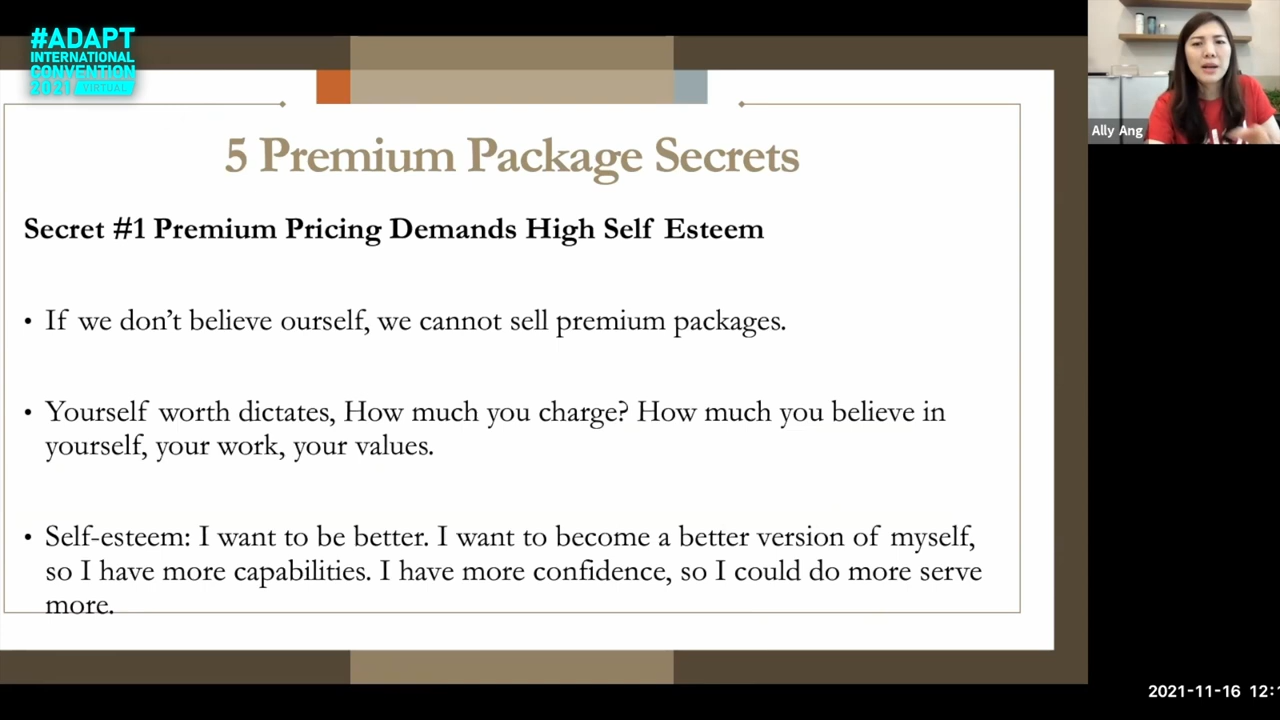 #ADAPT
INTERNATIONAL
CONVENTION
2021 VIRTUAL
Ally Ang
5 Premium Package Secrets
Secret #1 Premium Pricing Demands High Self Esteem
• If we don’t believe ourself, we cannot sell premium packages.
• Yourself worth dictates, How much you charge? How much you believe in
yourself, your work, your values.
• Self-esteem: I want to be better. I want to become a better version of myself,
so I have more capabilities. I have more confidence, so I could do more serve
more.
2021-11-16 12:1